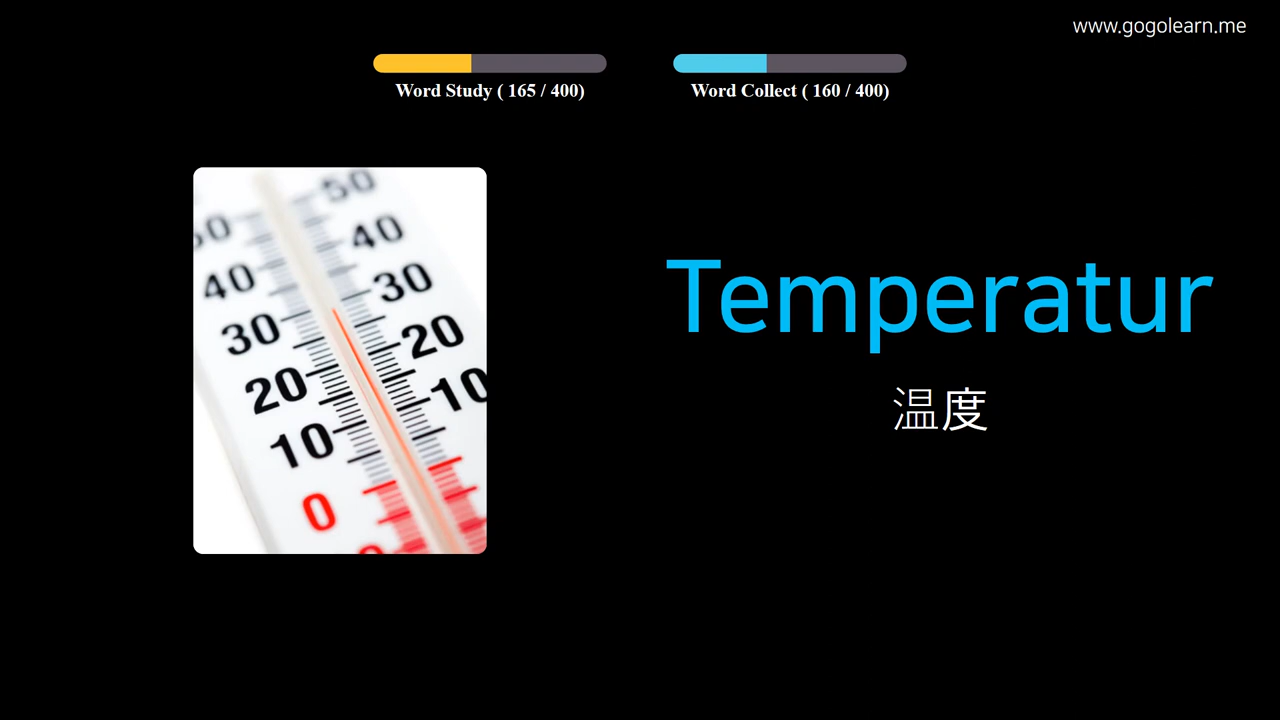 www.gogolearn.me
Word Study ( 165 / 400)
Word Collect ( 160 / 400)
50
50
40
40
30
30
20
20
10
10
0
Temperatur
温度